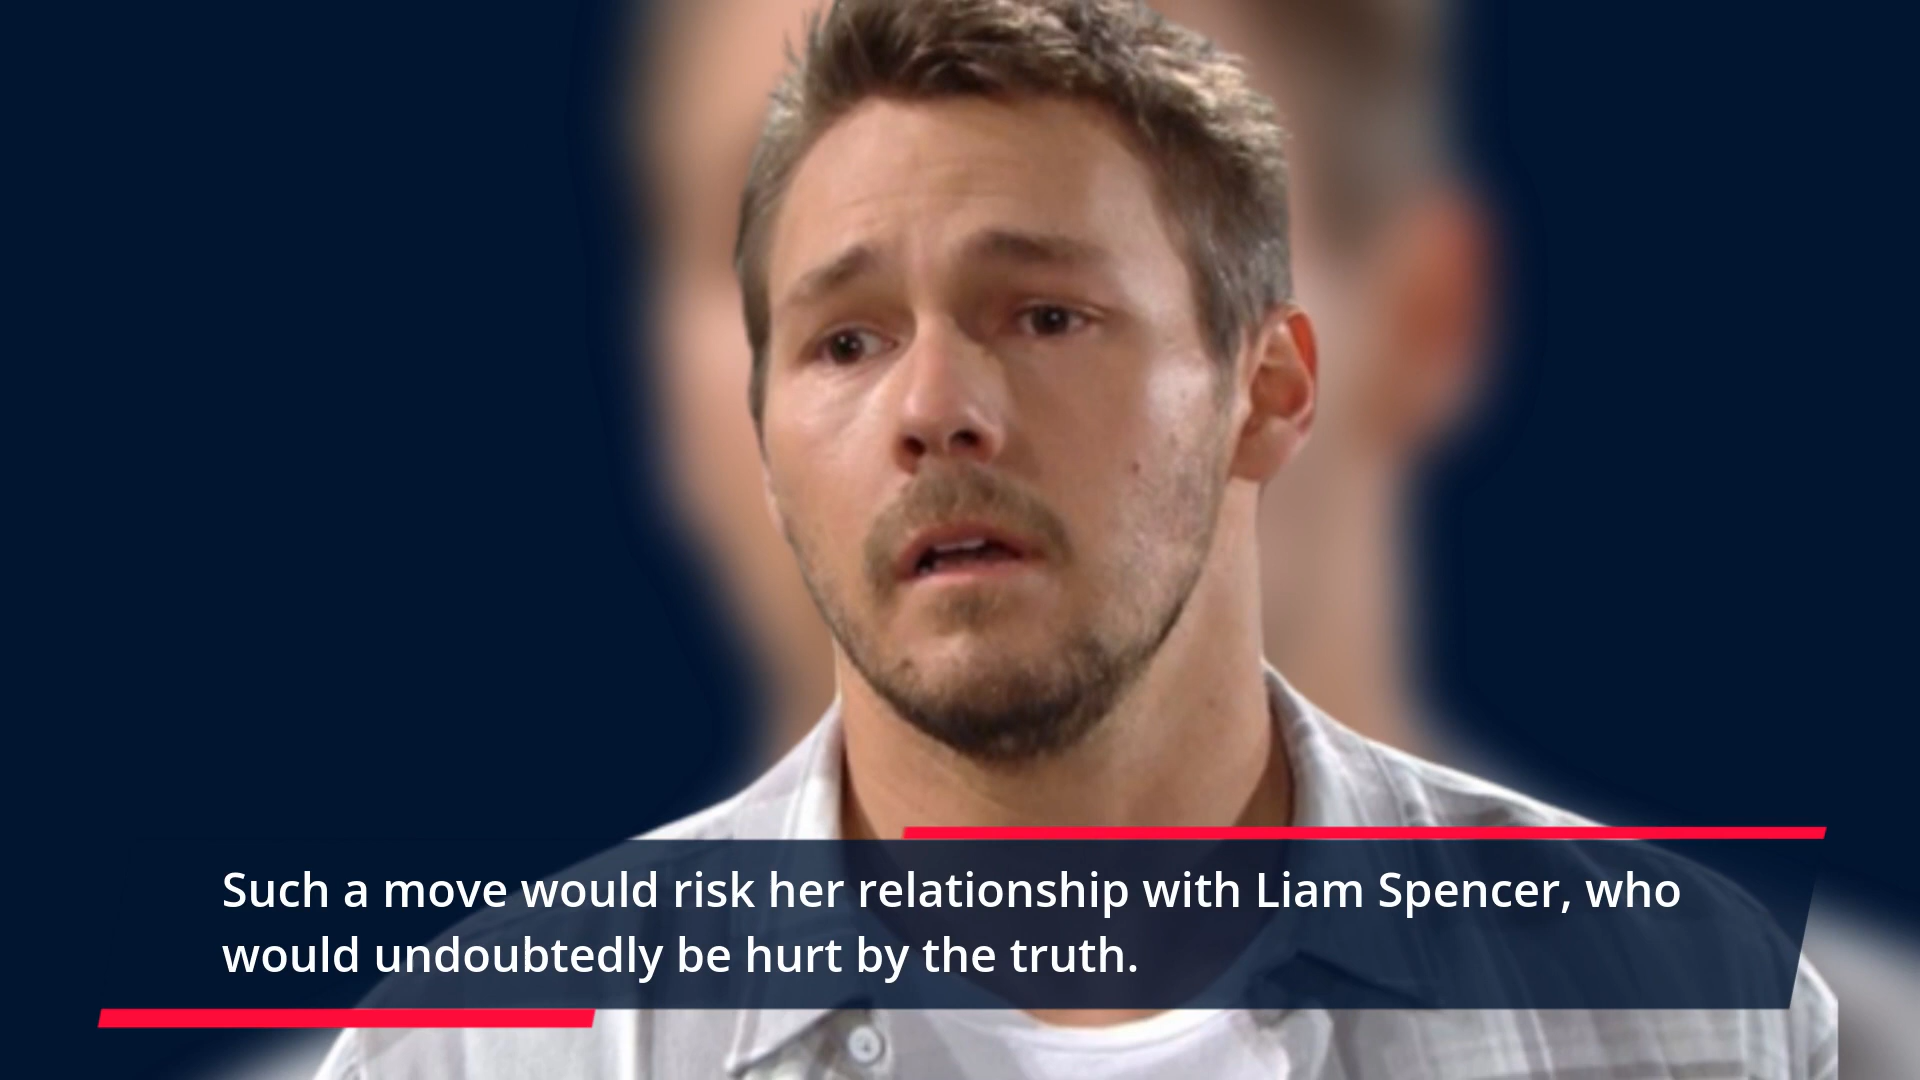 Such a move would risk her relationship with Liam Spencer, who
would undoubtedly be hurt by the truth.